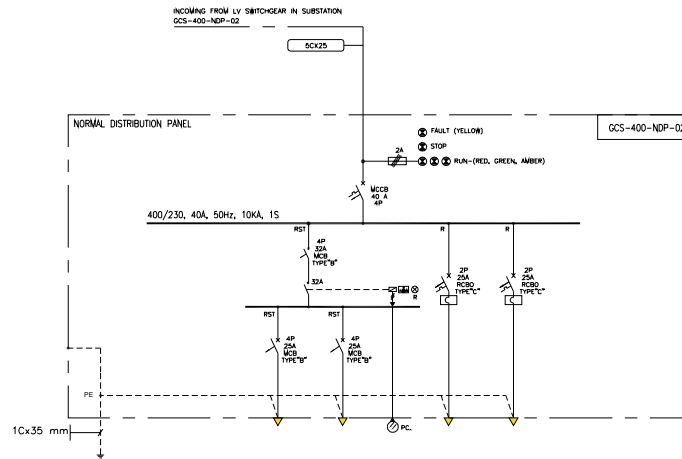 INCOMING FROM LV SWITCHGEAR IN SUBSTATION
GCS-400-NDP-02
5CX25
NORMAL DISTRIBUTION PANEL
GCS-400-NDP-02
FAULT (YELLOW)
STOP
2A
RUN-(RED, GREEN, AMBER)
MCCB
40 A
4P
400/230, 40A, 50Hz, 10KA, 1S
RST
R
R
4P
32A
MCB
TYPE"B"
2P
25A
RCBO
TYPE"C"
2P
25A
RCBO
TYPE"C"
32A
R
RST
RST
4P
25A
MCB
TYPE"B"
4P
25A
MCB
TYPE"B"
PE
PC.
1Cx35 mm